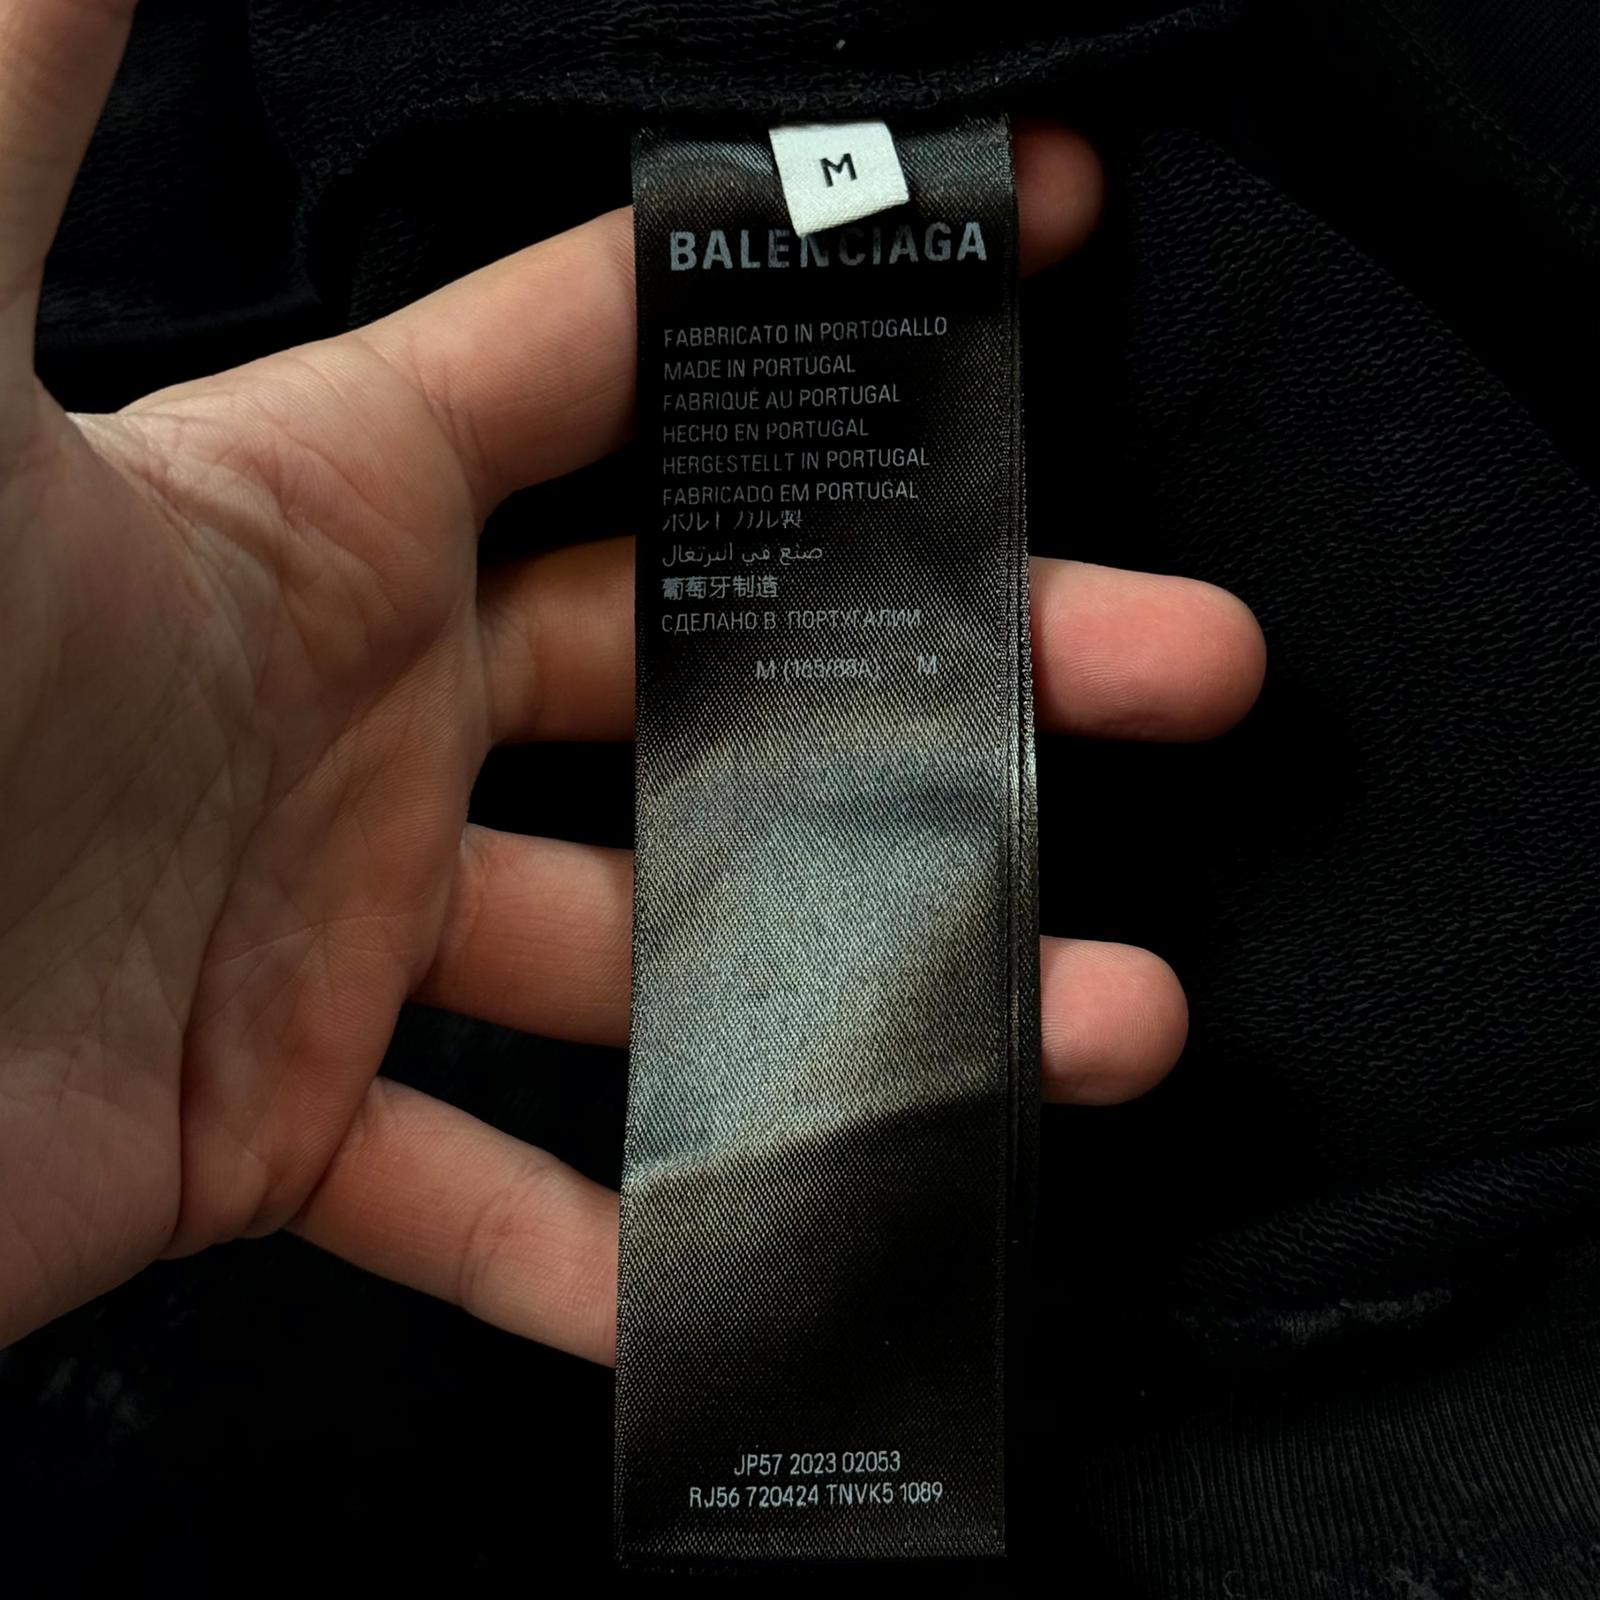 M
BALENCIAGA
FABBRICATO IN PORTOGALLO
MADE IN PORTUGAL
FABRIQUÉ AU PORTUGAL
HECHO EN PORTUGAL
HERGESTELLT IN PORTUGAL
FABRICADO EM PORTUGAL
ポルトガル製
صنع في البرتغال
葡萄牙制造
СДЕЛАНО В ПОРТУГАЛИИ
M (165/88A) M
JP57 2023 02053
RJ56 720424 TNVK5 1089